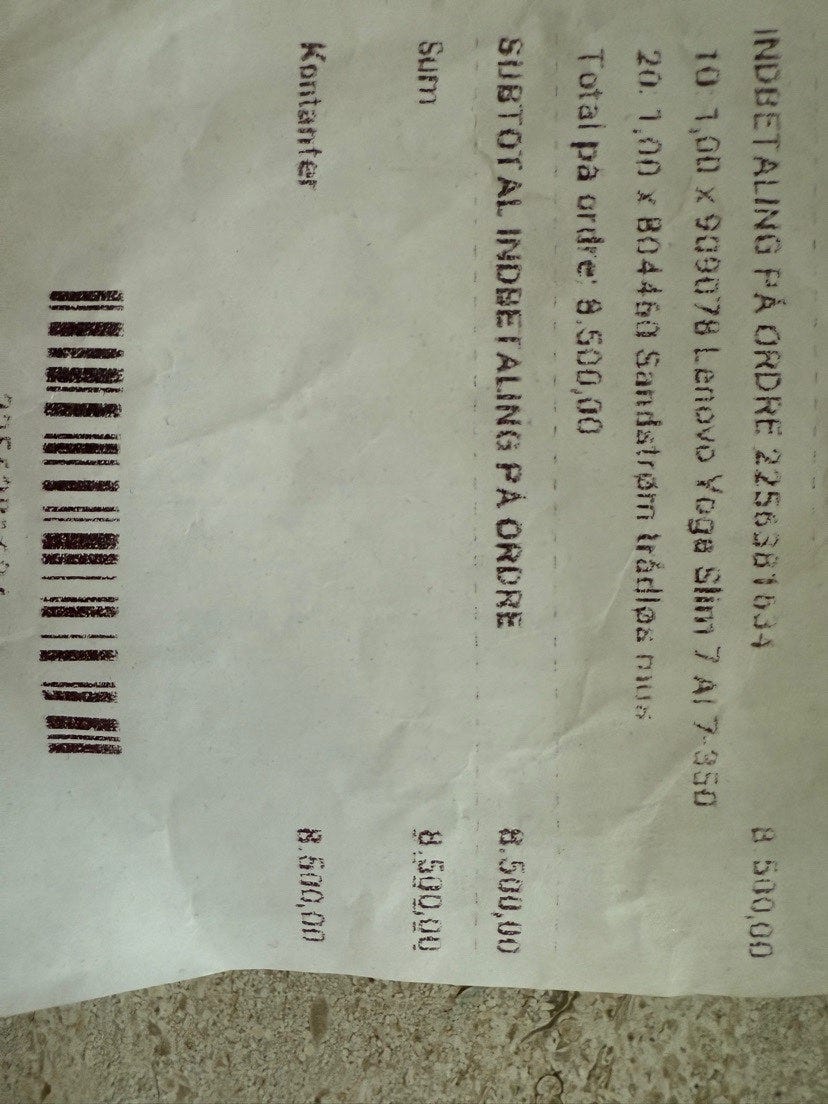 INDBETALING PÅ ORDRE 2256381634 8.500,00
10. 1,00 x 909078 Lenovo Yoga Slim 7 AI 7-350
20. 1,00 x 804460 Sandstrøm trådløs mus
Total på ordre: 8.500,00
SUBTOTAL INDBETALING PÅ ORDRE 8.500,00
Sum 8.500,00
Kontanter 8.500,00